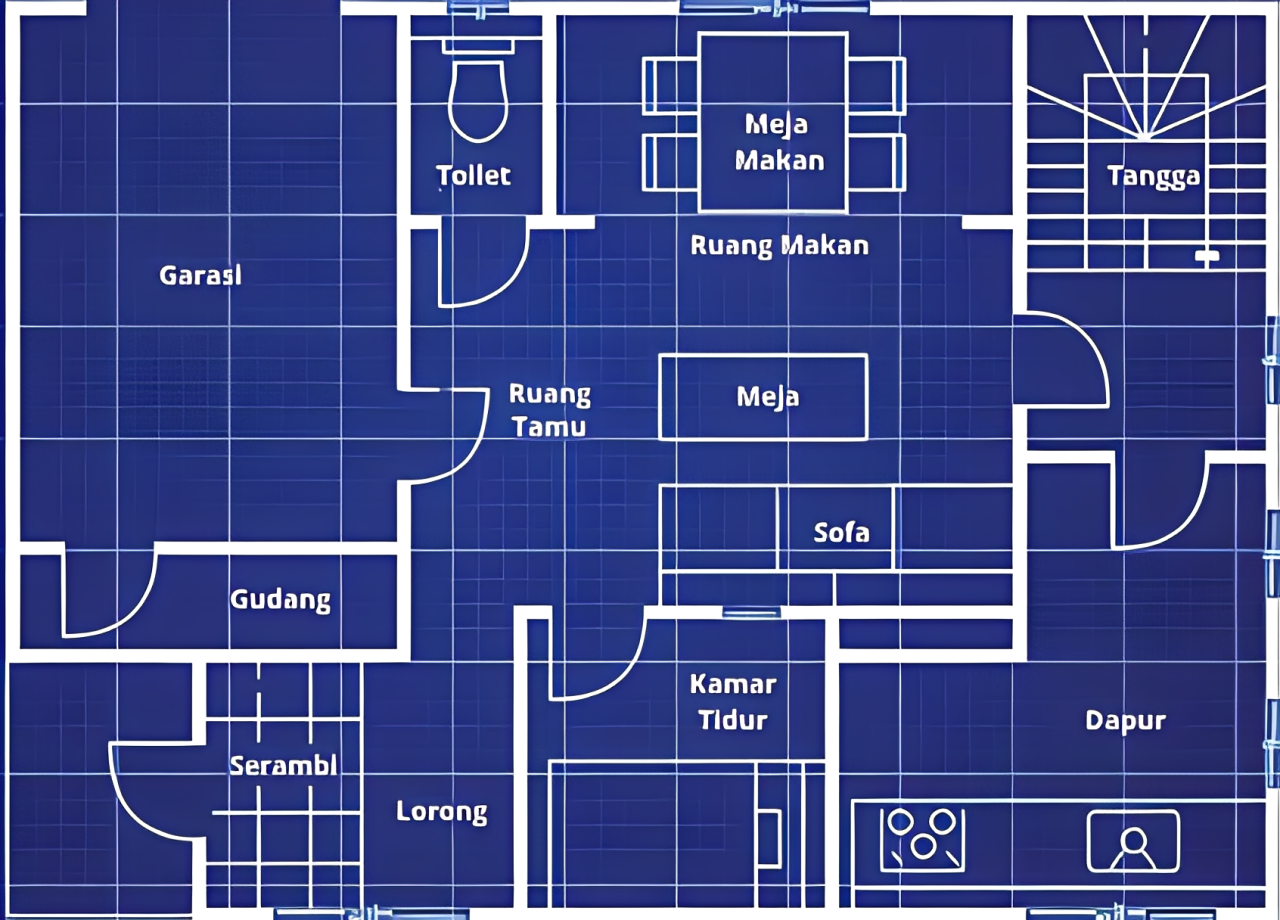 Meja
Makan
Toilet
Tangga
Ruang Makan
Garasi
Ruang
Tamu
Meja
Sofa
Gudang
Kamar
Tidur
Dapur
Serambi
Lorong